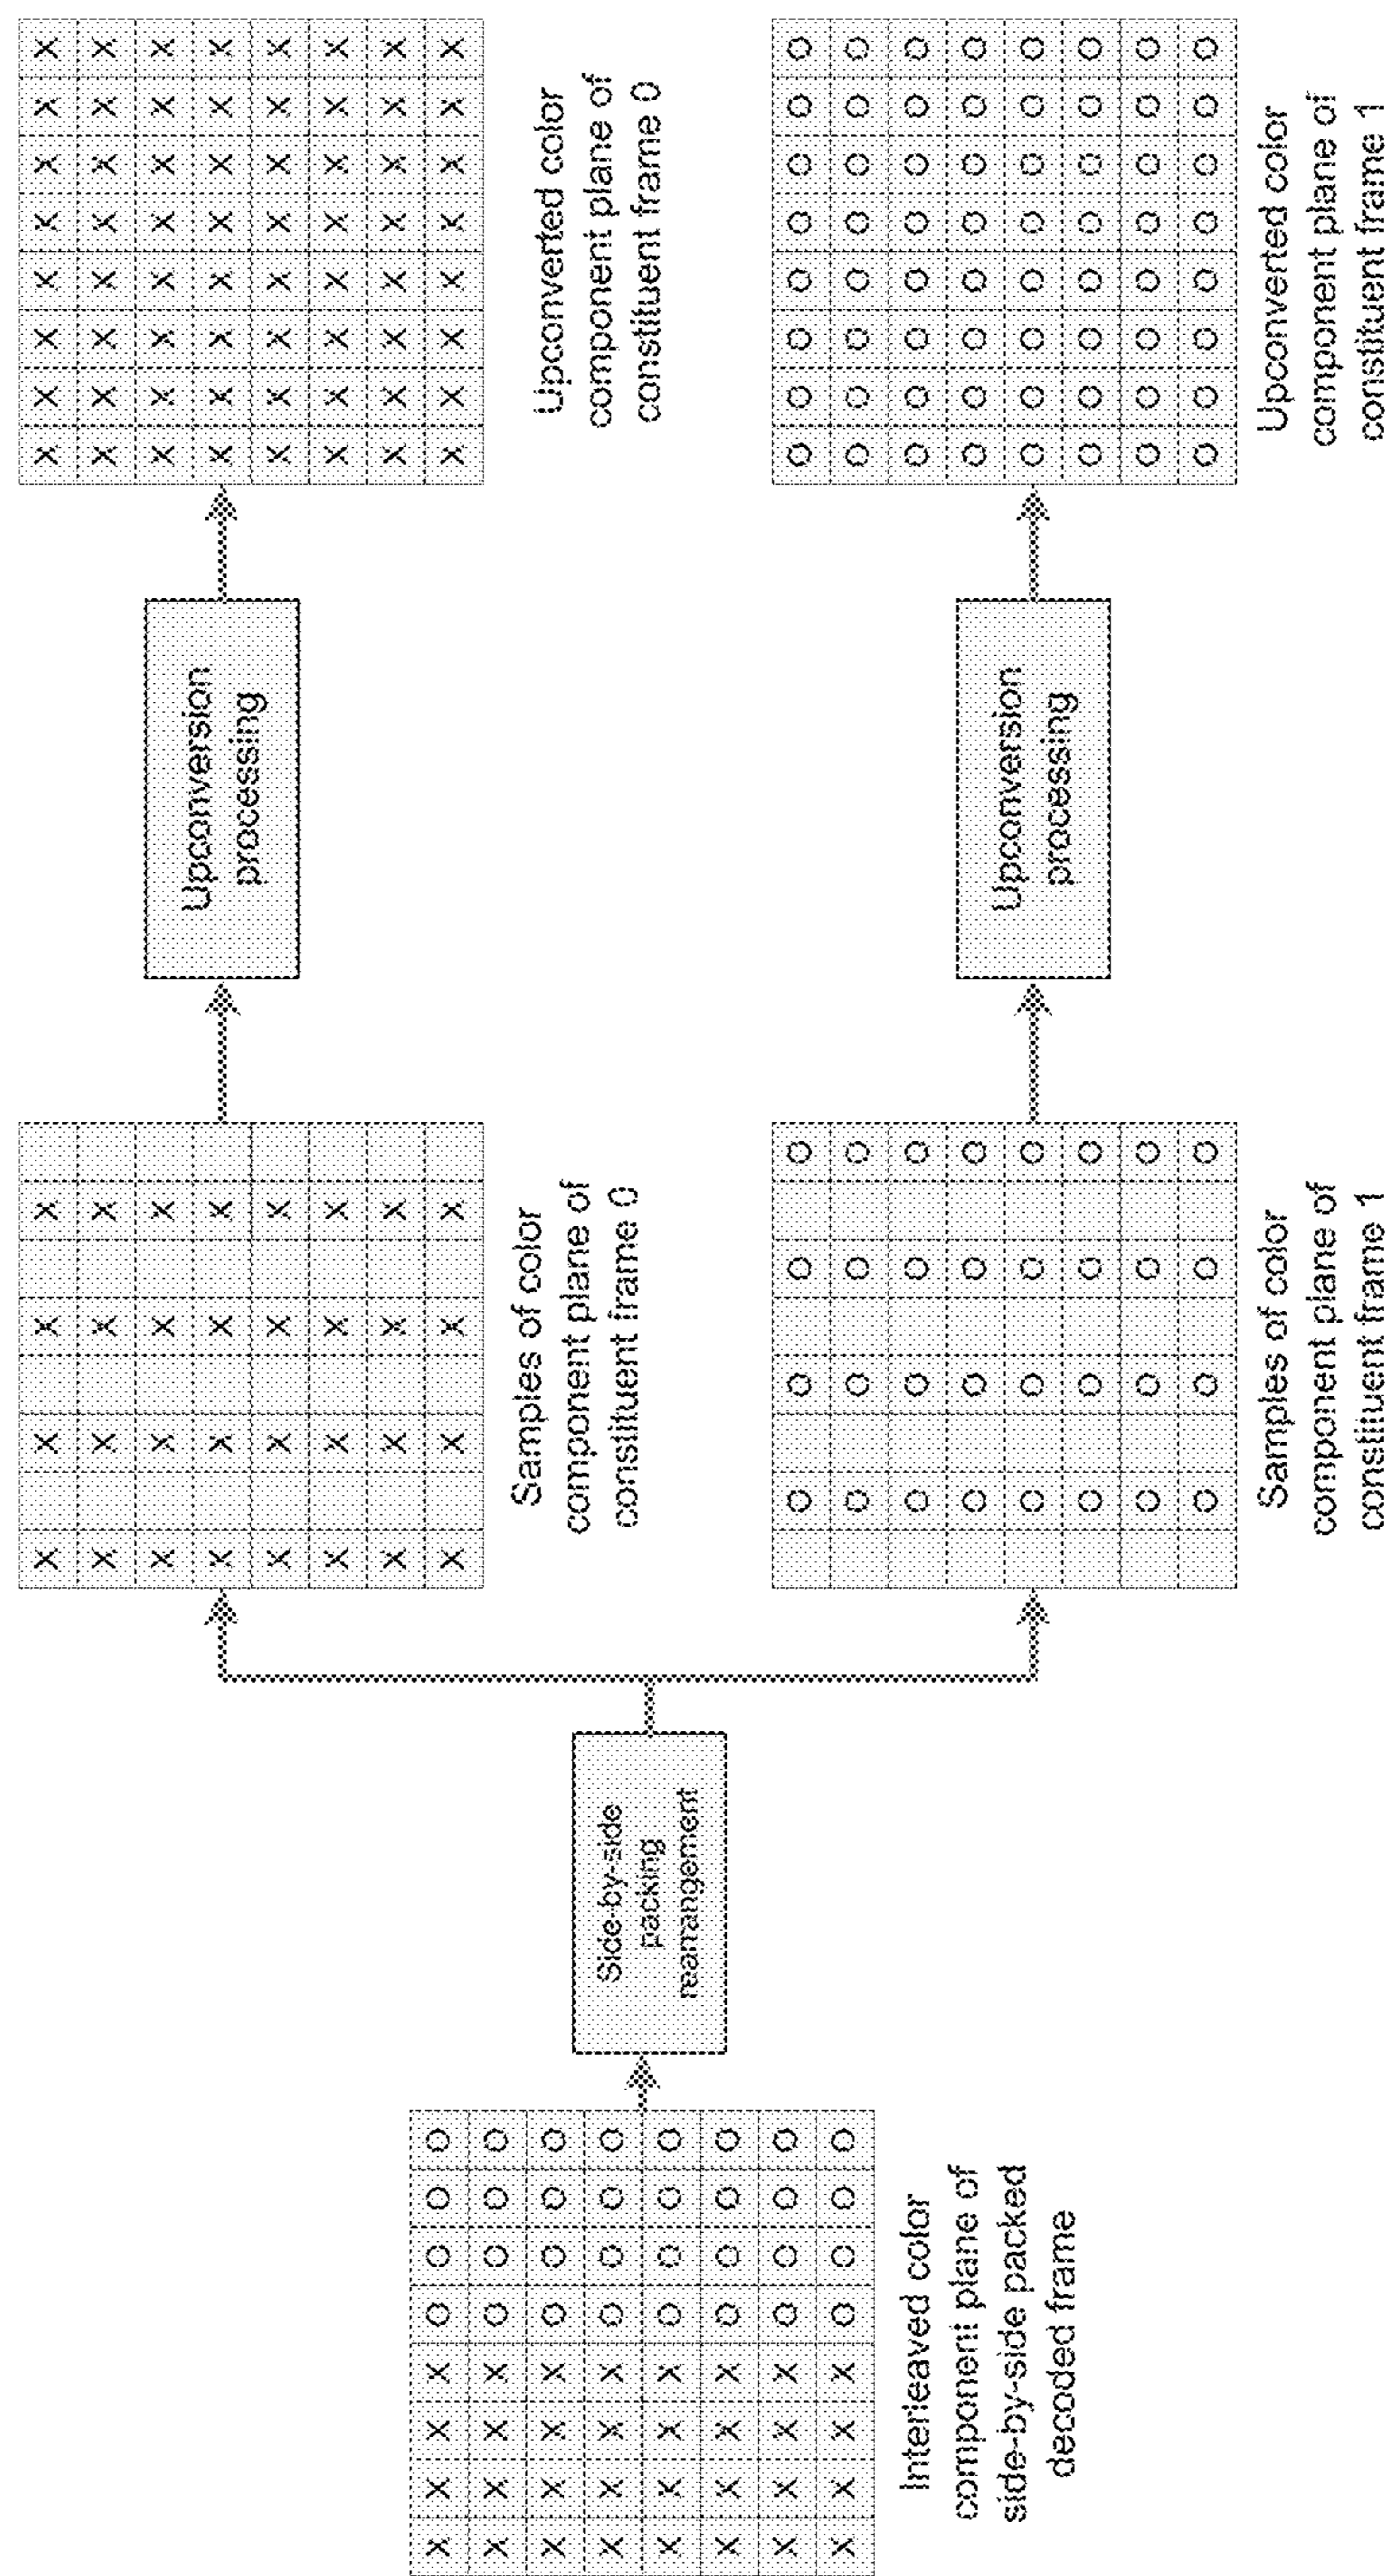 Interleaved color
component plane of
side-by-side packed
decoded frame
Side-by-side
packing
rearrangement
Samples of color
component plane of
constituent frame 0
Upconversion
processing
Upconverted color
component plane of
constituent frame 0
Samples of color
component plane of
constituent frame 1
Upconversion
processing
Upconverted color
component plane of
constituent frame 1